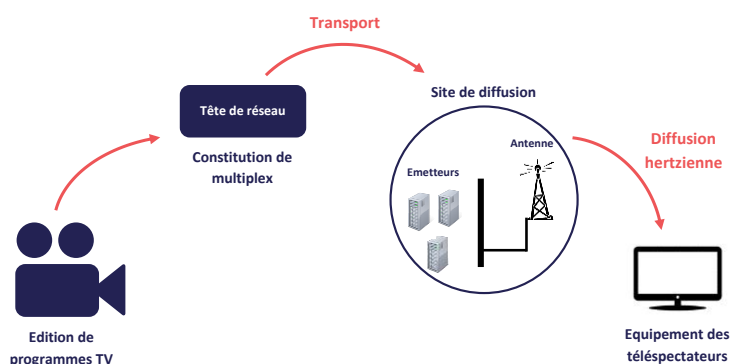 Transport
Tête de réseau
Constitution de
multiplex
Site de diffusion
Antenne
Emetteurs
Diffusion
hertzienne
Edition de
programmes TV
Equipement des
téléspectateurs